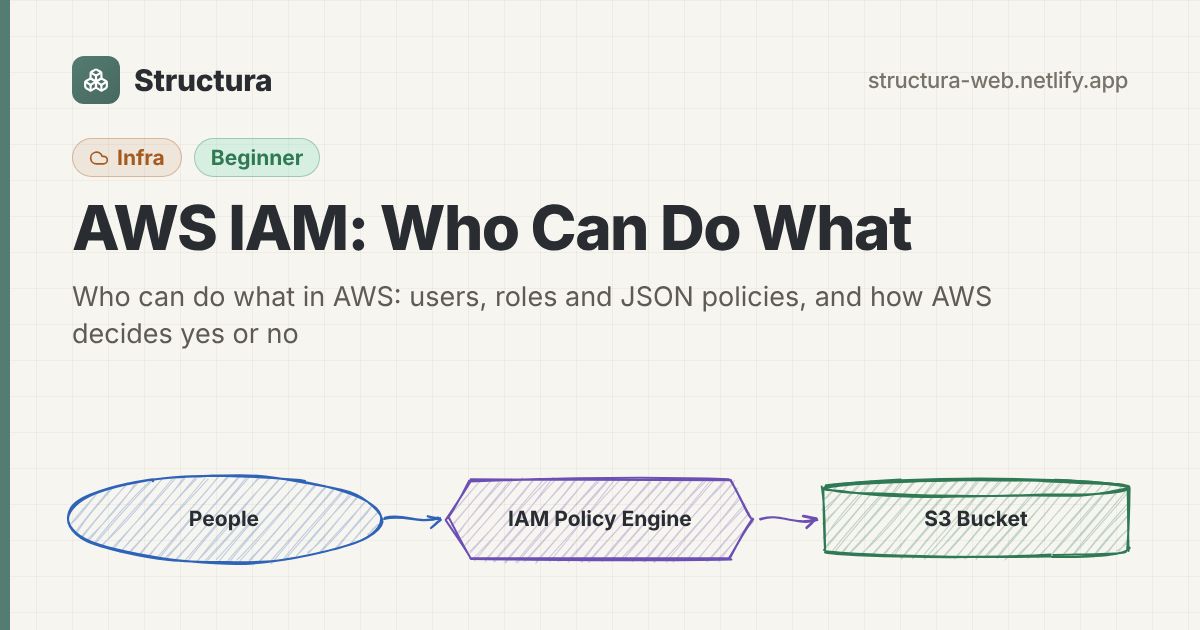 Structura
structura-web.netlify.app
Infra
Beginner
AWS IAM: Who Can Do What
Who can do what in AWS: users, roles and JSON policies, and how AWS
decides yes or no
People
IAM Policy Engine
S3 Bucket